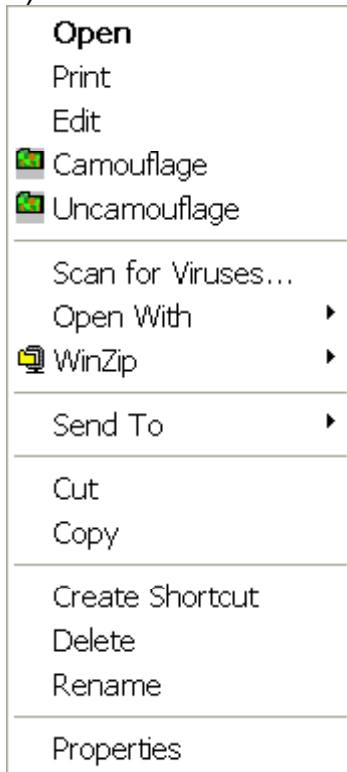 Open
Print
Edit
Camouflage
Uncamouflage
Scan for Viruses...
Open With
WinZip
Send To
Cut
Copy
Create Shortcut
Delete
Rename
Properties